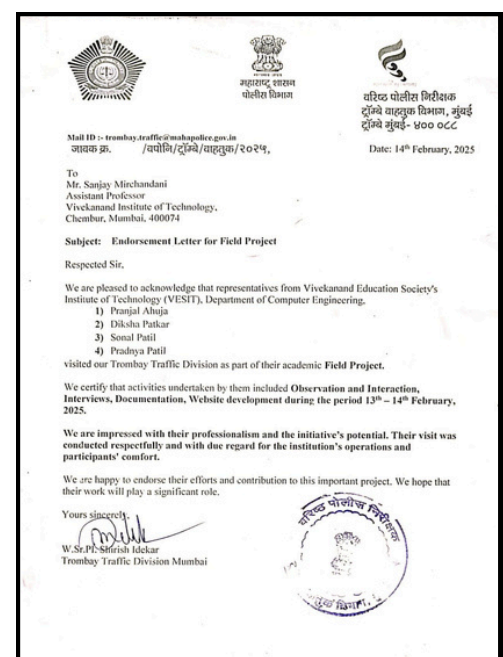 महाराष्ट्र शासन
पोलीस विभाग
वरिष्ठ पोलीस निरीक्षक
ट्रॉम्बे वाहतुक विभाग, मुंबई
ट्रॉम्बे मुंबई- ४०० ०८८
Mail ID :- trombay.traffic@mahapolice.gov.in
जावक क्र. /वपोनि/ट्रॉम्बे/वाहतुक/२०२५,
Date: 14th February, 2025
To
Mr. Sanjay Mirchandani
Assistant Professor
Vivekanand Institute of Technology,
Chembur, Mumbai, 400074
Subject: Endorsement Letter for Field Project
Respected Sir,
We are pleased to acknowledge that representatives from Vivekanand Education Society's
Institute of Technology (VESIT), Department of Computer Engineering,
1) Pranjal Ahuja
2) Diksha Patkar
3) Sonal Patil
4) Pradnya Patil
visited our Trombay Traffic Division as part of their academic Field Project.
We certify that activities undertaken by them included Observation and Interaction,
Interviews, Documentation, Website development during the period 13th – 14th February,
2025.
We are impressed with their professionalism and the initiative's potential. Their visit was
conducted respectfully and with due regard for the institution's operations and
participants' comfort.
We are happy to endorse their efforts and contribution to this important project. We hope that
their work will play a significant role.
Yours sincerely,
W.Sr.PI. Shirish Idekar
Trombay Traffic Division Mumbai
वरिष्ठ पोलीस निरीक्षक
विभाग,